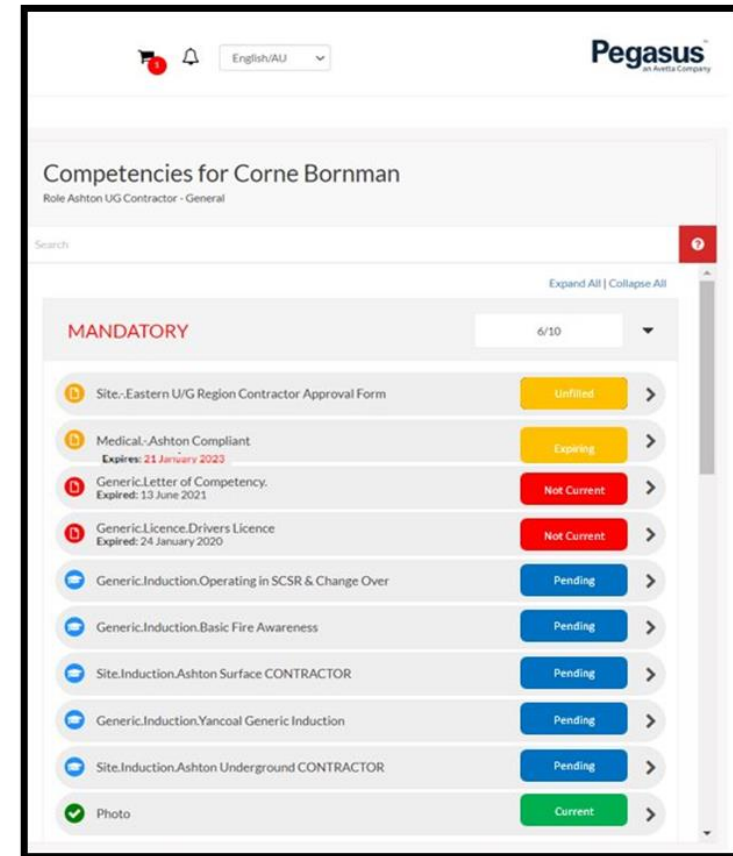 1
English/AU
Pegasus
an Avetta Company
Competencies for Corne Bornman
Role Ashton UG Contractor - General
Search
?
Expand All | Collapse All
MANDATORY
6/10
Site.-.Eastern U/G Region Contractor Approval Form
Unfilled
Medical.-.Ashton Compliant
Expiring
Expires: 21 January 2023
Generic.Letter of Competency.
Not Current
Expired: 13 June 2021
Generic.Licence.Drivers Licence
Not Current
Expired: 24 January 2020
Generic.Induction.Operating in SCSR & Change Over
Pending
Generic.Induction.Basic Fire Awareness
Pending
Site.Induction.Ashton Surface CONTRACTOR
Pending
Generic.Induction.Yancoal Generic Induction
Pending
Site.Induction.Ashton Underground CONTRACTOR
Pending
Photo
Current